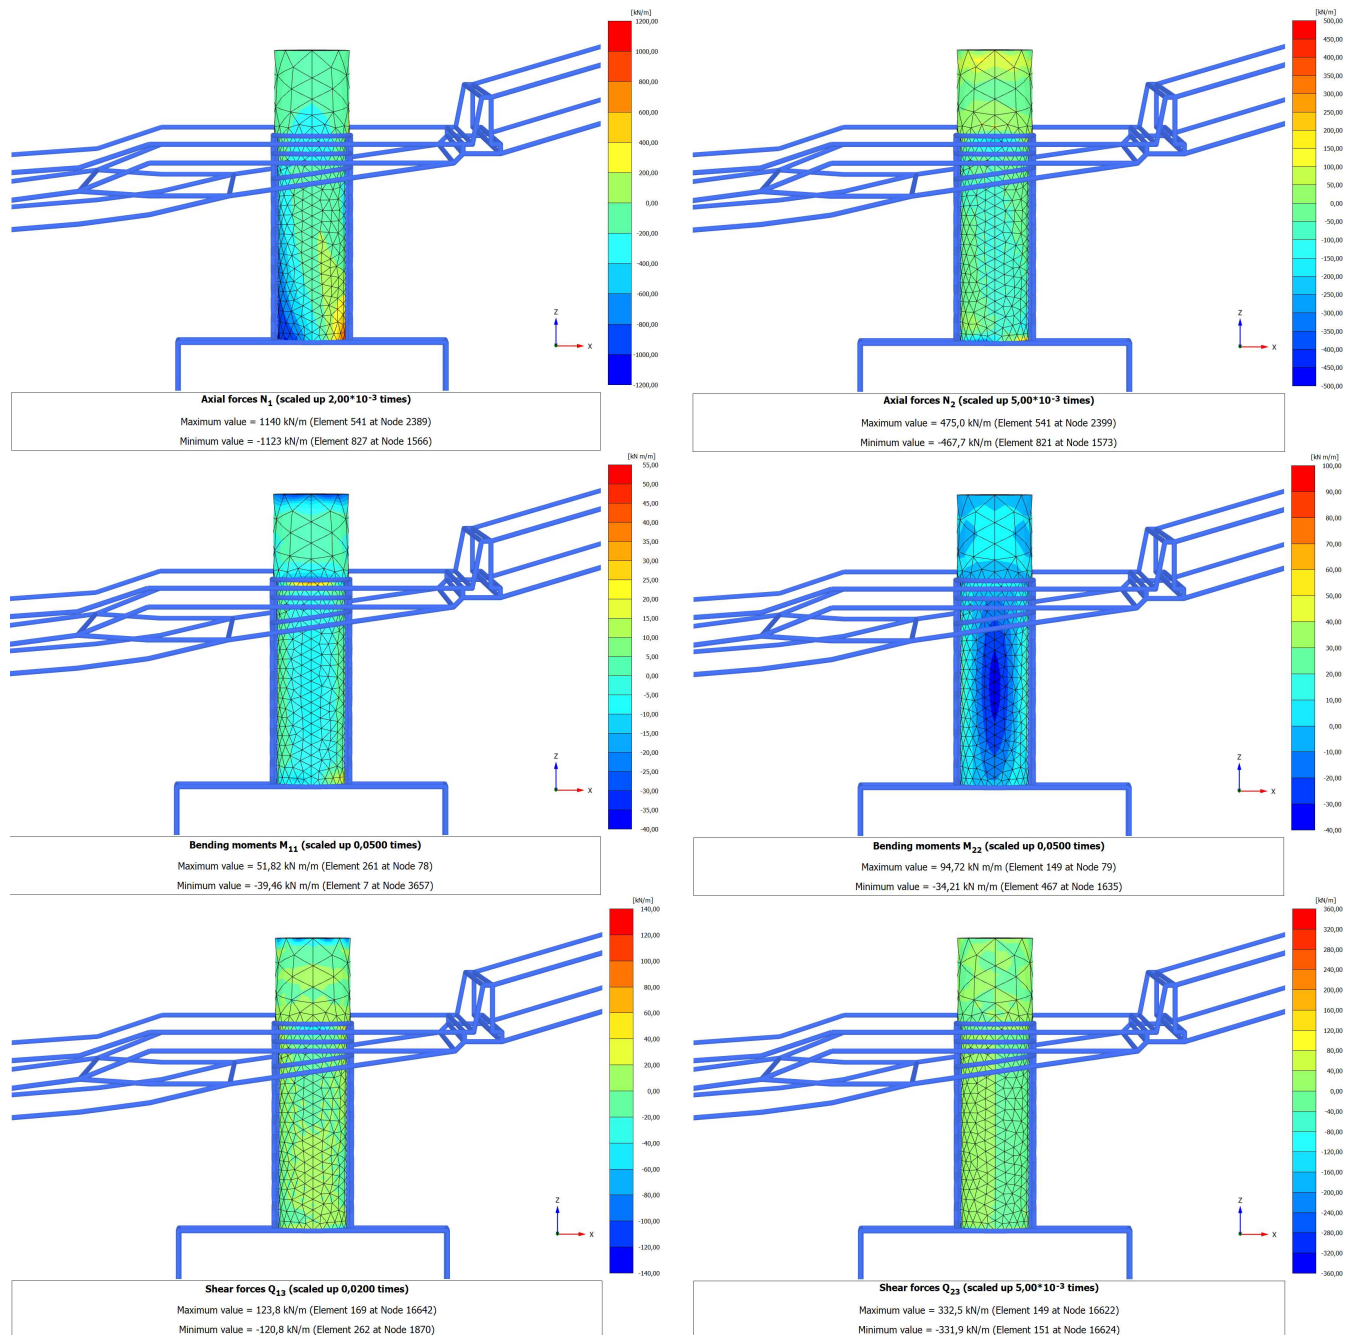 [kN/m]
1200,00
1000,00
800,00
600,00
400,00
200,00
0,00
-200,00
-400,00
-600,00
-800,00
-1000,00
-1200,00
Z
X
Axial forces N1 (scaled up 2,00*10-3 times)
Maximum value = 1140 kN/m (Element 541 at Node 2389)
Minimum value = -1123 kN/m (Element 827 at Node 1566)
[kN/m]
500,00
450,00
400,00
350,00
300,00
250,00
200,00
150,00
100,00
50,00
0,00
-50,00
-100,00
-150,00
-200,00
-250,00
-300,00
-350,00
-400,00
-450,00
-500,00
Z
X
Axial forces N2 (scaled up 5,00*10-3 times)
Maximum value = 475,0 kN/m (Element 541 at Node 2399)
Minimum value = -467,7 kN/m (Element 821 at Node 1573)
[kN m/m]
55,00
50,00
45,00
40,00
35,00
30,00
25,00
20,00
15,00
10,00
5,00
0,00
-5,00
-10,00
-15,00
-20,00
-25,00
-30,00
-35,00
-40,00
Z
X
Bending moments M11 (scaled up 0,0500 times)
Maximum value = 51,82 kN m/m (Element 261 at Node 78)
Minimum value = -39,46 kN m/m (Element 7 at Node 3657)
[kN m/m]
100,00
90,00
80,00
70,00
60,00
50,00
40,00
30,00
20,00
10,00
0,00
-10,00
-20,00
-30,00
-40,00
Z
X
Bending moments M22 (scaled up 0,0500 times)
Maximum value = 94,72 kN m/m (Element 149 at Node 79)
Minimum value = -34,21 kN m/m (Element 467 at Node 1635)
[kN/m]
140,00
120,00
100,00
80,00
60,00
40,00
20,00
0,00
-20,00
-40,00
-60,00
-80,00
-100,00
-120,00
-140,00
Z
X
Shear forces Q13 (scaled up 0,0200 times)
Maximum value = 123,8 kN/m (Element 169 at Node 16642)
Minimum value = -120,8 kN/m (Element 262 at Node 1870)
[kN/m]
360,00
320,00
280,00
240,00
200,00
160,00
120,00
80,00
40,00
0,00
-40,00
-80,00
-120,00
-160,00
-200,00
-240,00
-280,00
-320,00
-360,00
Z
X
Shear forces Q23 (scaled up 5,00*10-3 times)
Maximum value = 332,5 kN/m (Element 149 at Node 16622)
Minimum value = -331,9 kN/m (Element 151 at Node 16624)